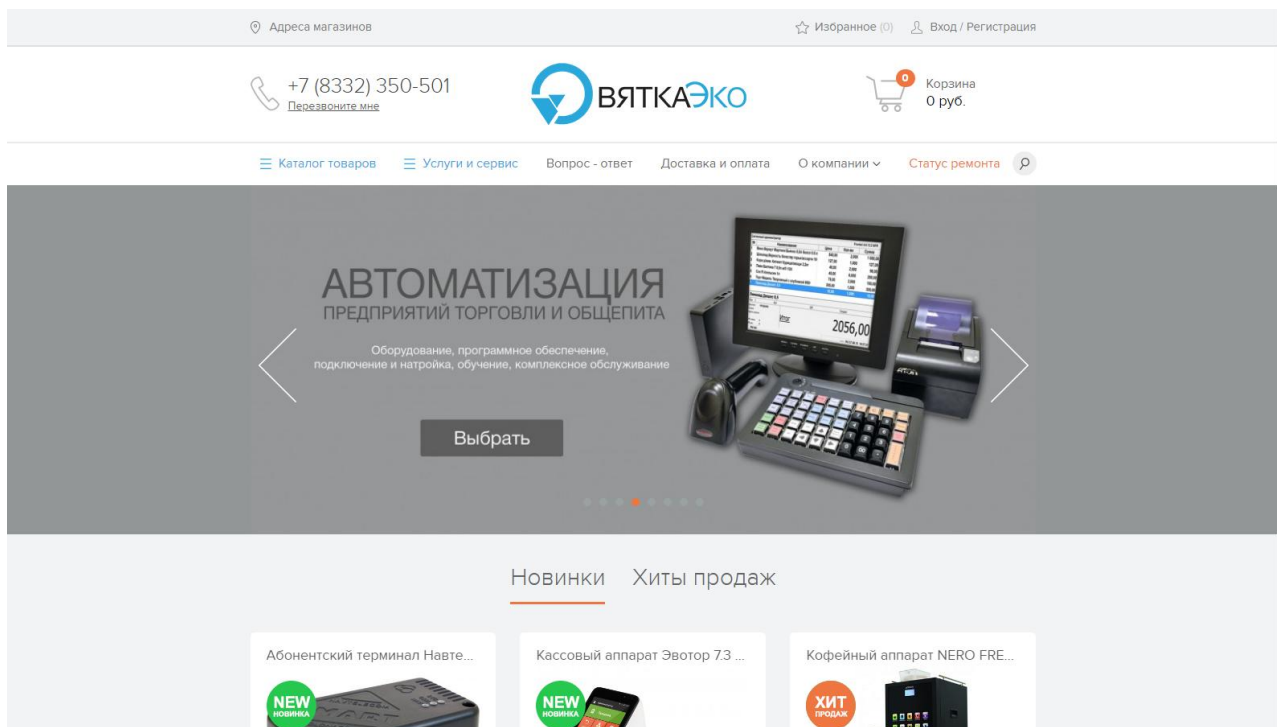 Адреса магазинов
Избранное (0)
Вход / Регистрация
+7 (8332) 350-501
Перезвоните мне
ВЯТКАЭКО
0
Корзина
0 руб.
Каталог товаров
Услуги и сервис
Вопрос - ответ
Доставка и оплата
О компании
Статус ремонта
АВТОМАТИЗАЦИЯ
ПРЕДПРИЯТИЙ ТОРГОВЛИ И ОБЩЕПИТА
Оборудование, программное обеспечение,
подключение и натройка, обучение, комплексное обслуживание
Выбрать
2056,00
Новинки
Хиты продаж
Абонентский терминал Навте...
Кассовый аппарат Эвотор 7.3 ...
Кофейный аппарат NERO FRE...
NEW
НОВИНКА
NEW
НОВИНКА
ХИТ
ПРОДАЖ